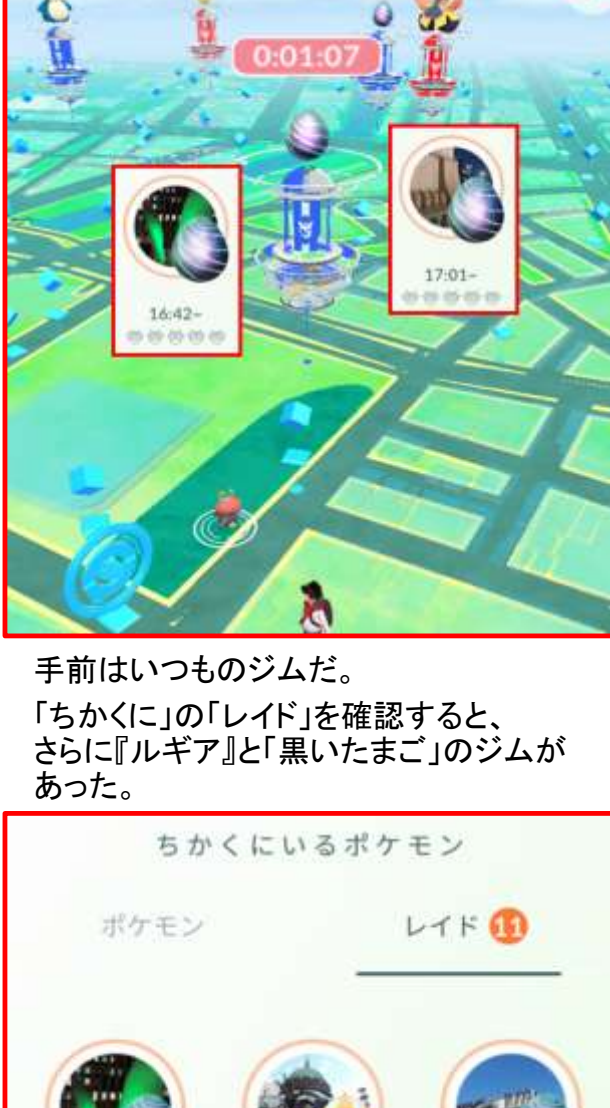 0:01:07
17:01~
16:42~
手前はいつものジムだ。
「ちかくに」の「レイド」を確認すると、
さらに『ルギア』と「黒いたまご」のジムが
あった。
ちかくにいるポケモン
ポケモン
レイド 11